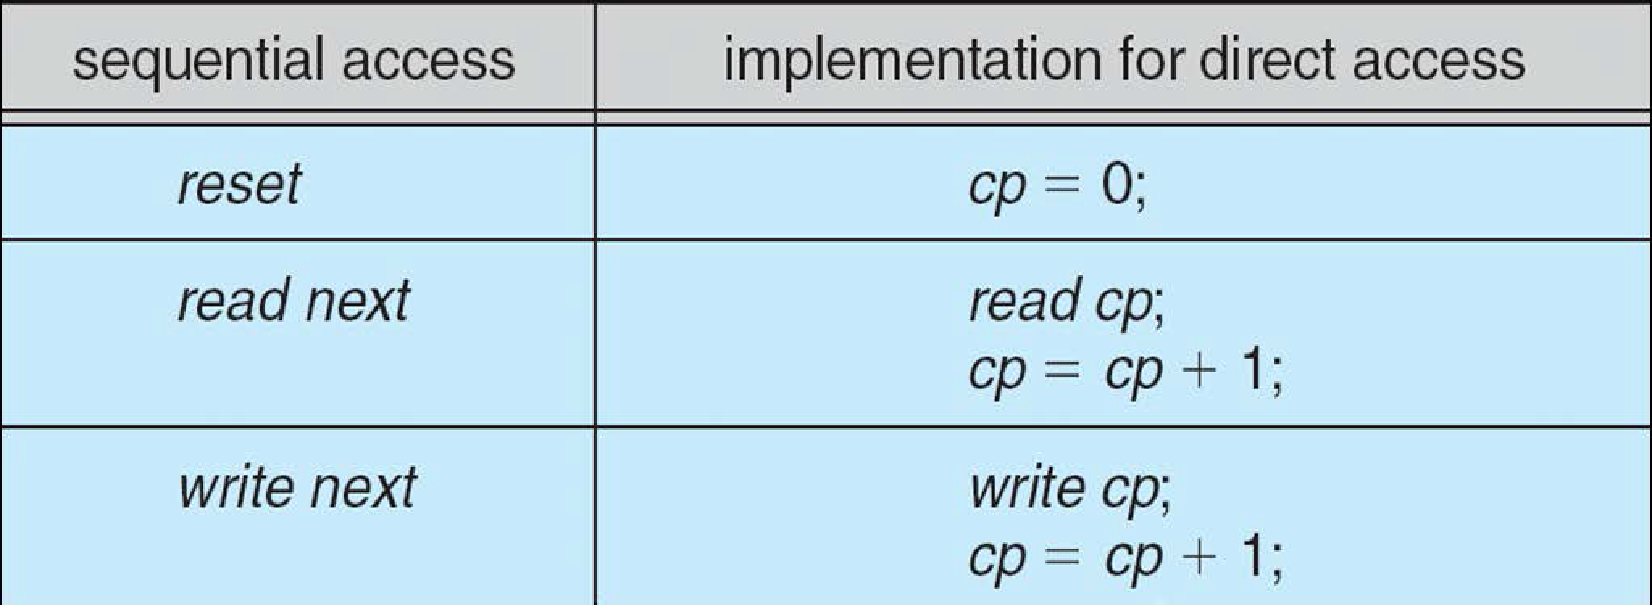 sequential access
implementation for direct access
reset
cp = 0;
read next
read cp;
cp = cp + 1;
write next
write cp;
cp = cp + 1;